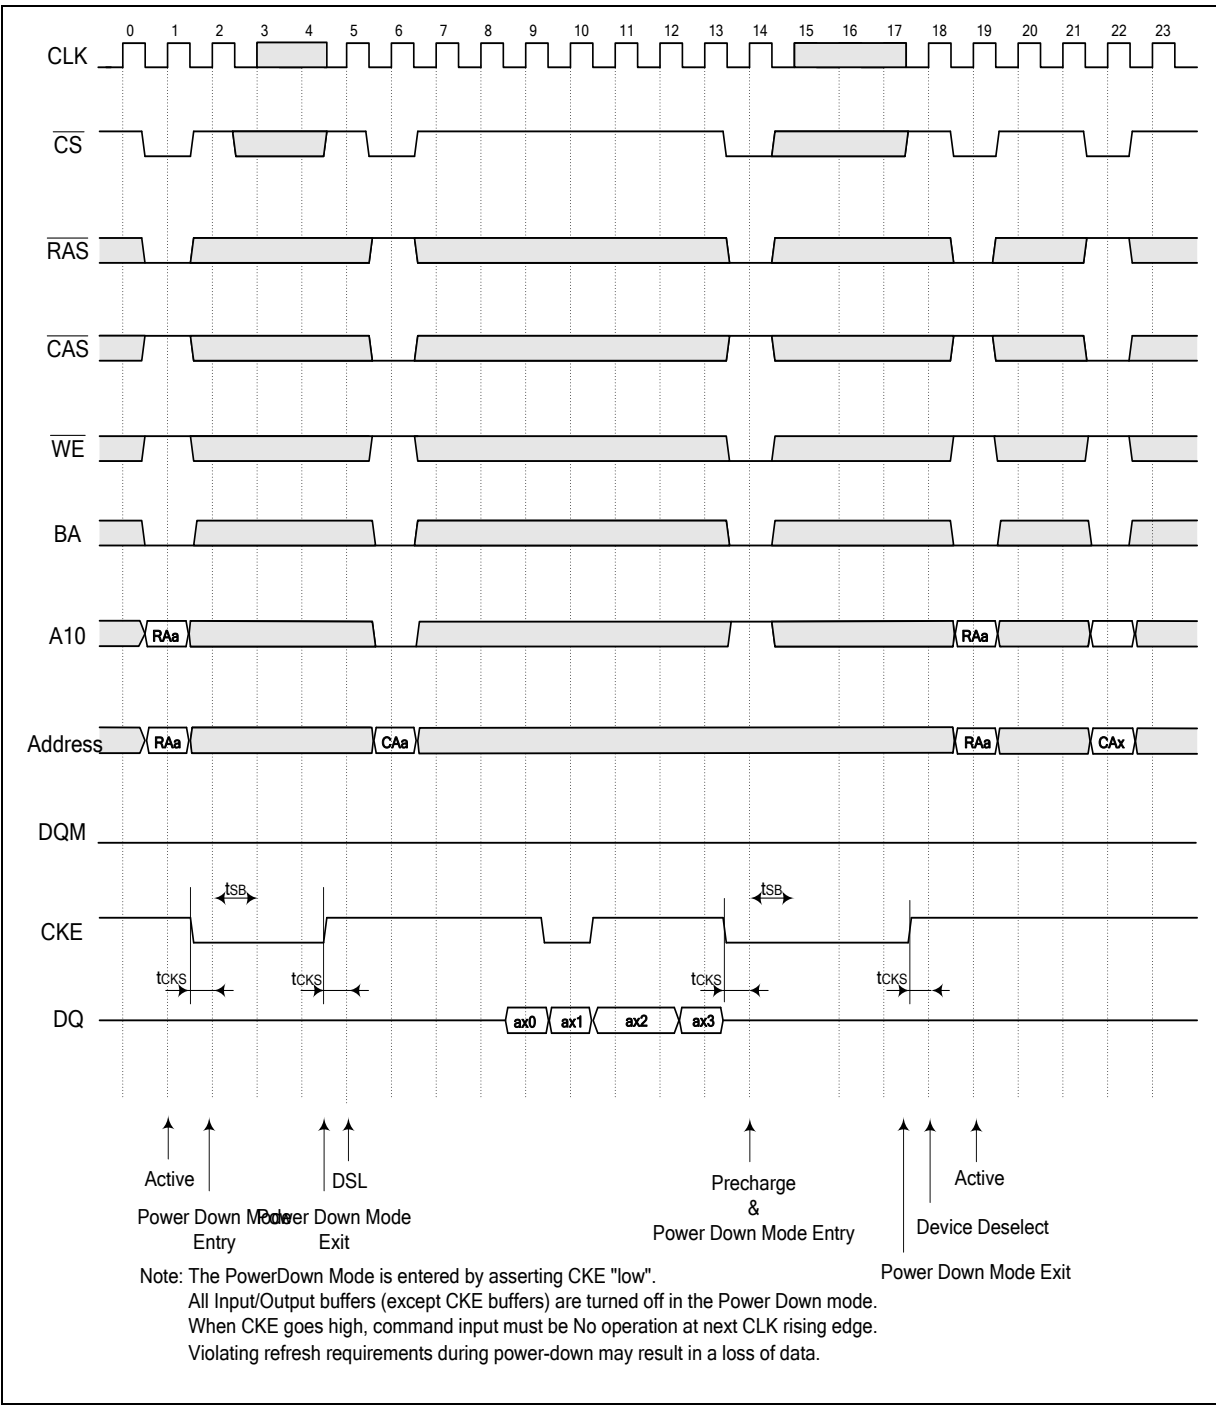 0 1 2 3 4 5 6 7 8 9 10 11 12 13 14 15 16 17 18 19 20 21 22 23
CLK
CS
RAS
CAS
WE
BA
A10 RAa RAa
Address RAa CAa RAa CAx
DQM
tSB tSB
CKE
tCKS tCKS tCKS tCKS
DQ ax0 ax1 ax2 ax3
Active DSL Precharge Active
&
Power Down Mode Power Down Mode Power Down Mode Entry Device Deselect
Entry Exit
Power Down Mode Exit
Note: The PowerDown Mode is entered by asserting CKE "low".
All Input/Output buffers (except CKE buffers) are turned off in the Power Down mode.
When CKE goes high, command input must be No operation at next CLK rising edge.
Violating refresh requirements during power-down may result in a loss of data.